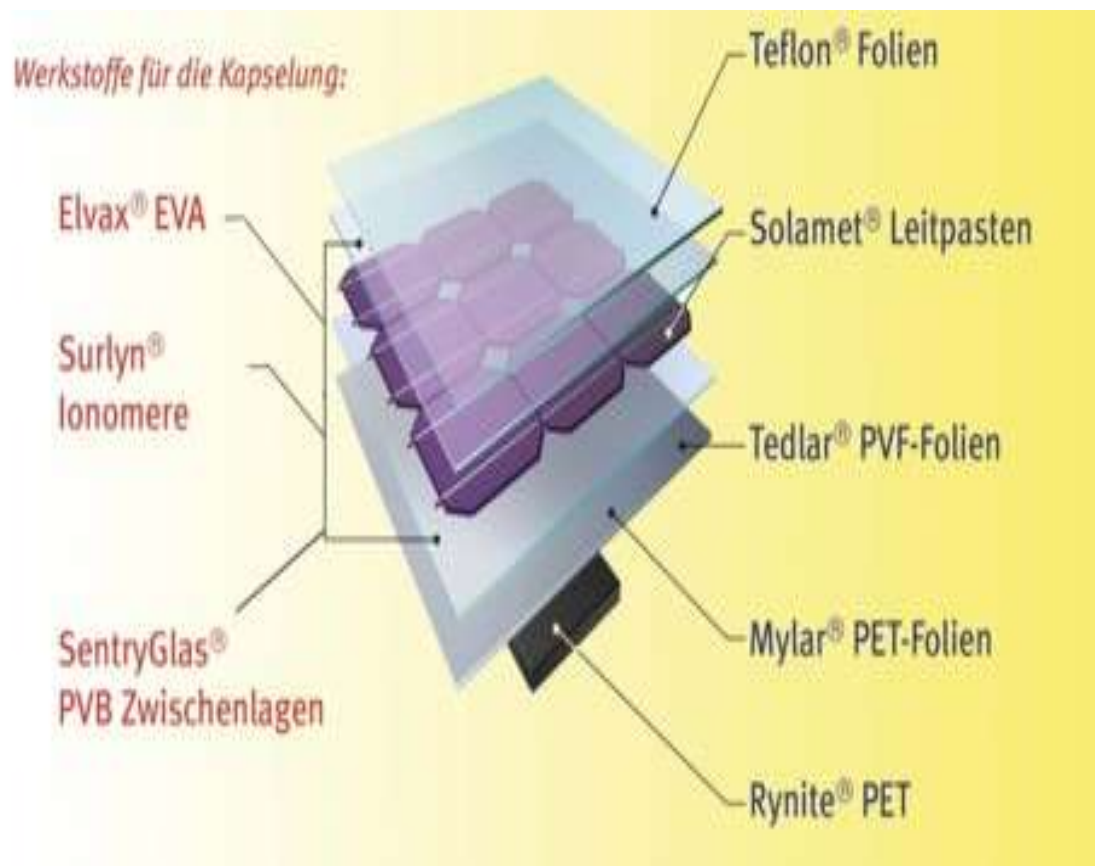 Werkstoffe für die Kapselung:
Elvax® EVA
Surlyn®
Ionomere
SentryGlas®
PVB Zwischenlagen
Teflon® Folien
Solamet® Leitpasten
Tedlar® PVF-Folien
Mylar® PET-Folien
Rynite® PET